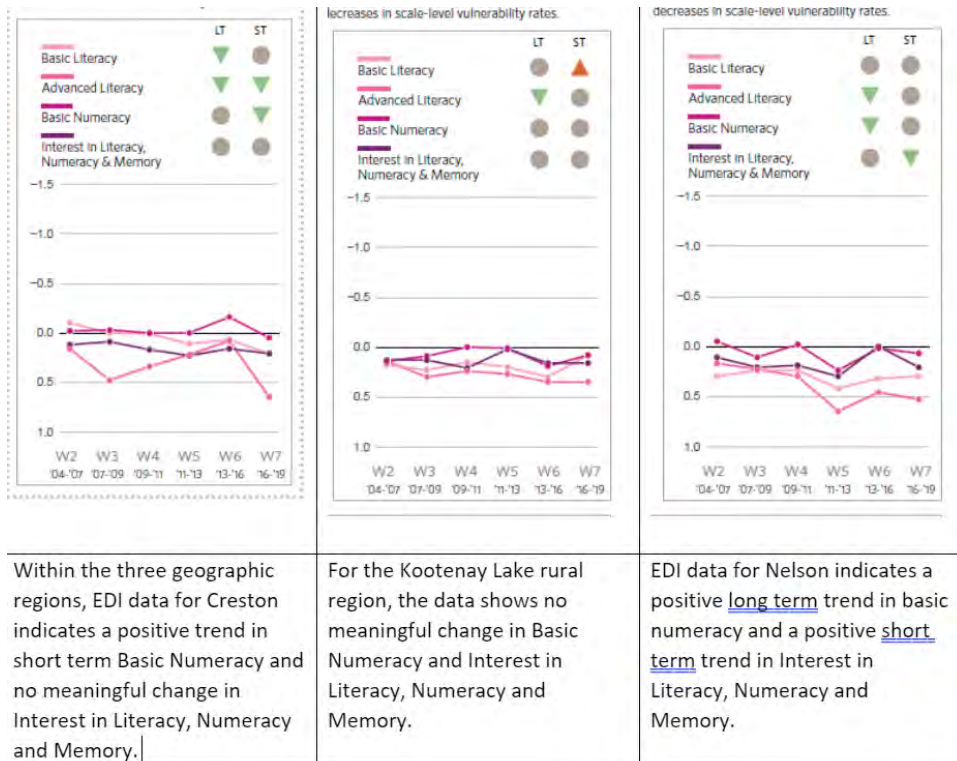 LT ST
Basic Literacy
Advanced Literacy
Basic Numeracy
Interest in Literacy,
Numeracy & Memory
-1.5
-1.0
-0.5
0.0
0.5
1.0
W2 W3 W4 W5 W6 W7
'04-'07 '07-'09 '09-'11 '11-'13 '13-'16 '16-'19
Within the three geographic
regions, EDI data for Creston
indicates a positive trend in
short term Basic Numeracy and
no meaningful change in
Interest in Literacy, Numeracy
and Memory.
decreases in scale-level vulnerability rates.
LT ST
Basic Literacy
Advanced Literacy
Basic Numeracy
Interest in Literacy,
Numeracy & Memory
-1.5
-1.0
-0.5
0.0
0.5
1.0
W2 W3 W4 W5 W6 W7
'04-'07 '07-'09 '09-'11 '11-'13 '13-'16 '16-'19
For the Kootenay Lake rural
region, the data shows no
meaningful change in Basic
Numeracy and Interest in
Literacy, Numeracy and
Memory.
decreases in scale-level vulnerability rates.
LT ST
Basic Literacy
Advanced Literacy
Basic Numeracy
Interest in Literacy,
Numeracy & Memory
-1.5
-1.0
-0.5
0.0
0.5
1.0
W2 W3 W4 W5 W6 W7
'04-'07 '07-'09 '09-'11 '11-'13 '13-'16 '16-'19
EDI data for Nelson indicates a
positive long term trend in basic
numeracy and a positive short
term trend in Interest in
Literacy, Numeracy and
Memory.